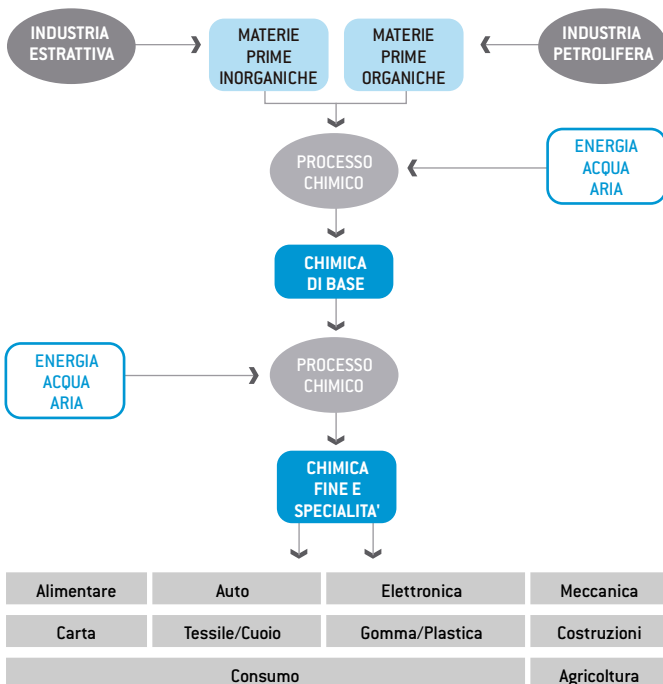 INDUSTRIA
ESTRATTIVA
MATERIE
PRIME
INORGANICHE
MATERIE
PRIME
ORGANICHE
INDUSTRIA
PETROLIFERA
PROCESSO
CHIMICO
ENERGIA
ACQUA
ARIA
CHIMICA
DI BASE
ENERGIA
ACQUA
ARIA
PROCESSO
CHIMICO
CHIMICA
FINE E
SPECIALITA'
Alimentare
Auto
Elettronica
Meccanica
Carta
Tessile/Cuoio
Gomma/Plastica
Costruzioni
Consumo
Agricoltura